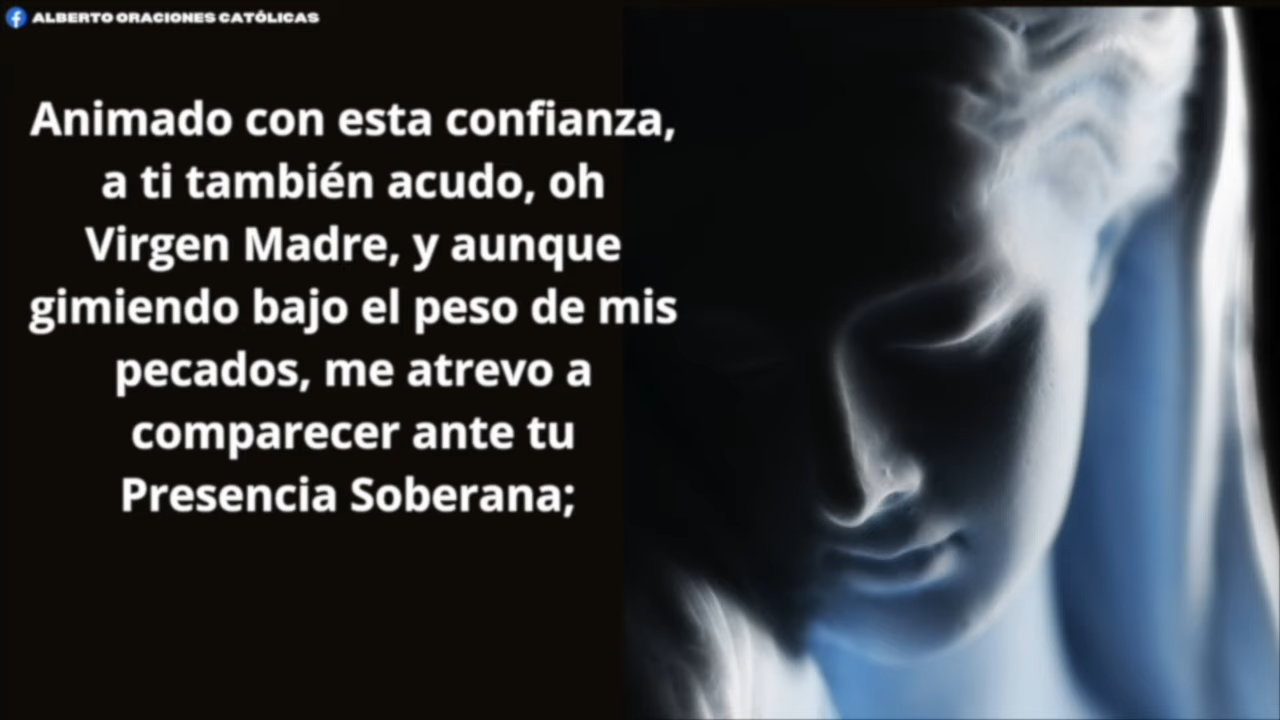 ALBERTO ORACIONES CATÓLICAS
Animado con esta confianza,
a ti también acudo, oh
Virgen Madre, y aunque
gimiendo bajo el peso de mis
pecados, me atrevo a
comparecer ante tu
Presencia Soberana;